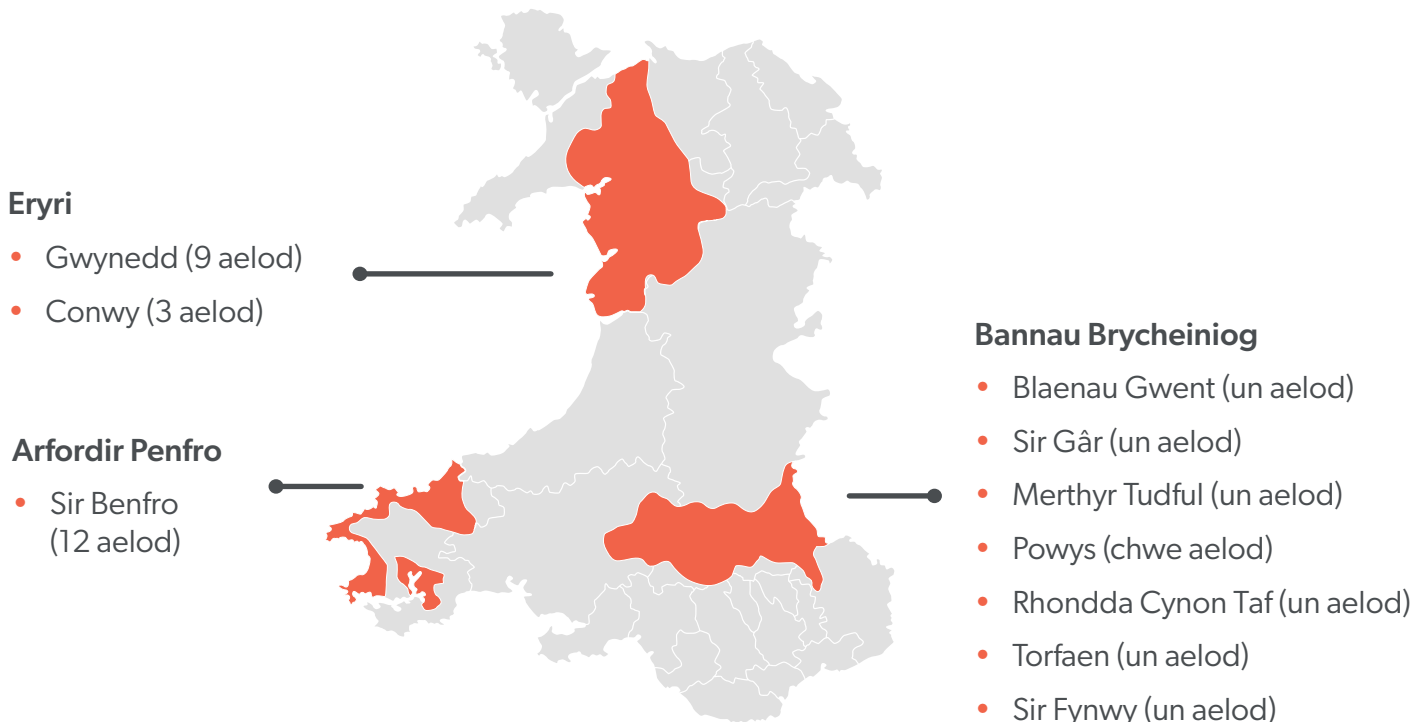 Eryri
• Gwynedd (9 aelod)
• Conwy (3 aelod)
Arfordir Penfro
• Sir Benfro
(12 aelod)
Bannau Brycheiniog
• Blaenau Gwent (un aelod)
• Sir Gâr (un aelod)
• Merthyr Tudful (un aelod)
• Powys (chwe aelod)
• Rhondda Cynon Taf (un aelod)
• Torfaen (un aelod)
• Sir Fynwy (un aelod)